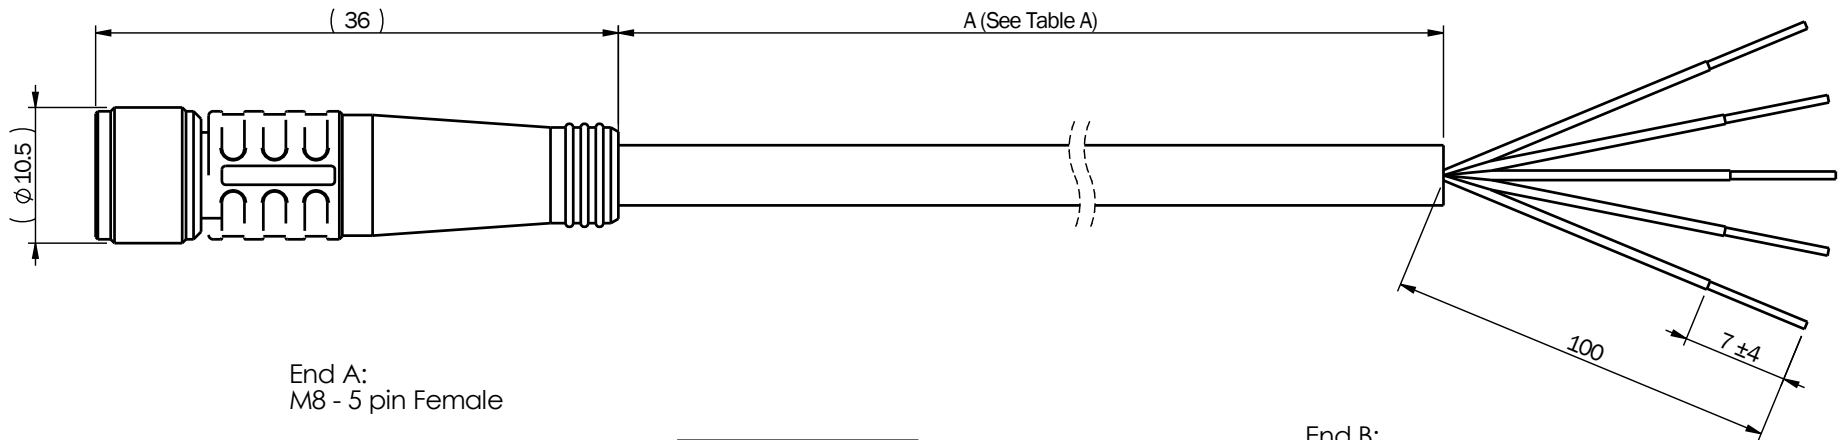 ( 36 )
A (See Table A)
( Ø 10.5 )
7 ±4
100
End A:
M8 - 5 pin Female
End B: